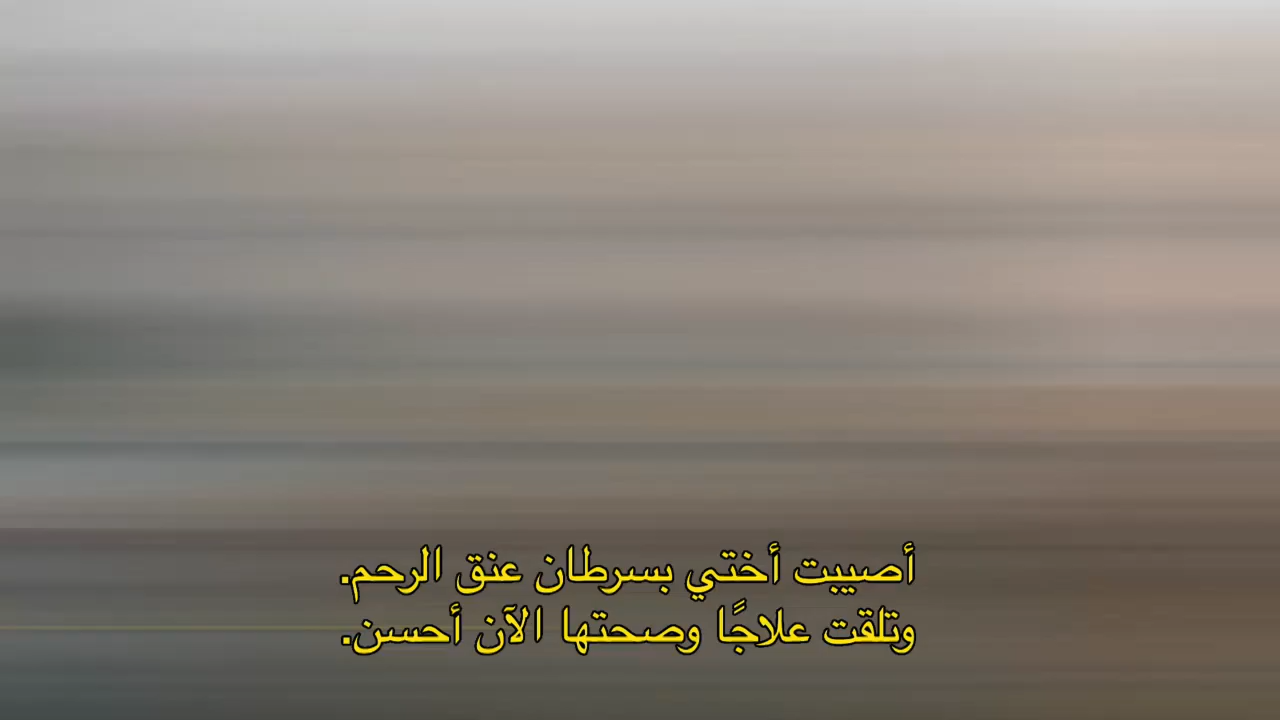 أصيبت أختي بسرطان عنق الرحم.
وتلقت علاجًا وصحتها الآن أحسن.